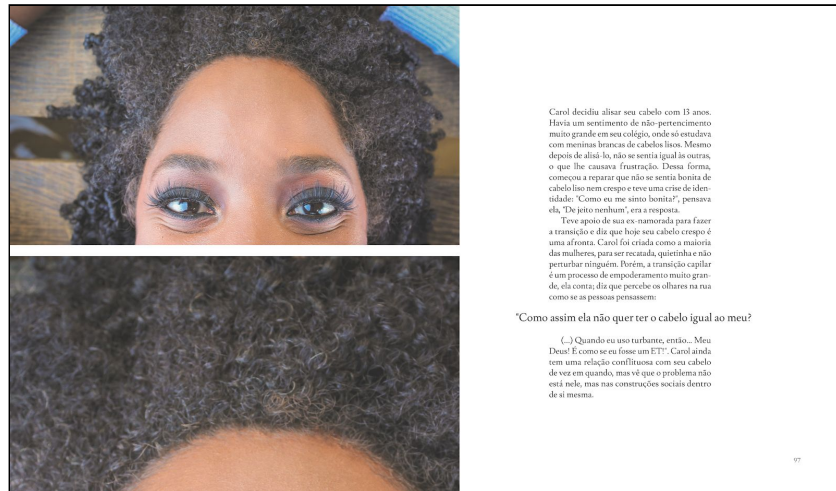 Carol decidiu alisar seu cabelo com 13 anos.
Havia um sentimento de não-pertencimento
muito grande em seu colégio, onde só estudava
com meninas brancas de cabelos lisos. Mesmo
depois de alisá-lo, não se sentia igual às outras,
o que lhe causava frustração. Dessa forma,
começou a reparar que não se sentia bonita de
cabelo liso nem crespo e teve uma crise de iden-
tidade: "Como eu me sinto bonita?", pensava
ela, "De jeito nenhum", era a resposta.
Teve apoio de sua ex-namorada para fazer
a transição e diz que hoje seu cabelo crespo é
uma afronta. Carol foi criada como a maioria
das mulheres, para ser recatada, quietinha e não
perturbar ninguém. Porém, a transição capilar
é um processo de empoderamento muito gran-
de, ela conta; diz que percebe os olhares na rua
como se as pessoas pensassem:
"Como assim ela não quer ter o cabelo igual ao meu?
(...) Quando eu uso turbante, então... Meu
Deus! É como se eu fosse um ET!". Carol ainda
tem uma relação conflituosa com seu cabelo
de vez em quando, mas vê que o problema não
está nele, mas nas construções sociais dentro
de si mesma.
97